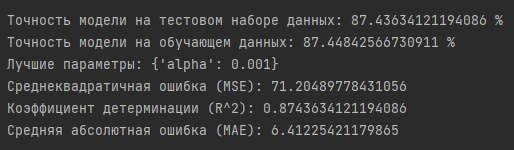 Точность модели на тестовом наборе данных: 87.43634121194086 %
Точность модели на обучающем данных: 87.44842566730911 %
Лучшие параметры: {'alpha': 0.001}
Среднеквадратичная ошибка (MSE): 71.20489778431056
Коэффициент детерминации (R^2): 0.8743634121194086
Средняя абсолютная ошибка (MAE): 6.41225421179865